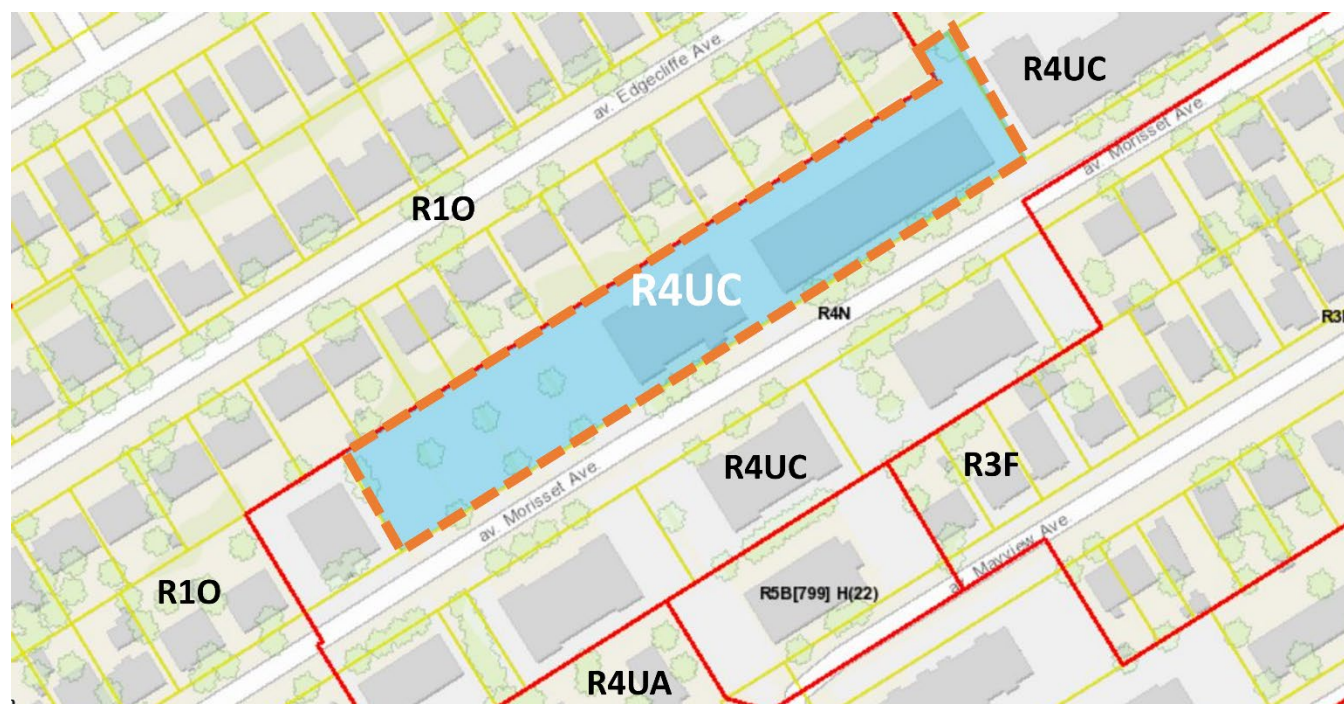 R4UC
av. Edgecliffe Ave.
av. Morisset Ave.
R1O
R4UC
R4N
av. Morisset Ave.
R4UC
R3F
av. Mayview Ave.
R1O
R5B[799] H(22)
R4UA